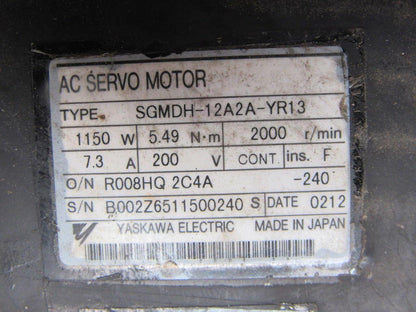 AC SERVO MOTOR
TYPE SGMDH-12A2A-YR13
1150 W 5.49 N·m 2000 r/min
7.3 A 200 V CONT. ins. F
O/N R008HQ 2C4A -240
S/N B002Z6511500240 S DATE 0212
YASKAWA ELECTRIC MADE IN JAPAN